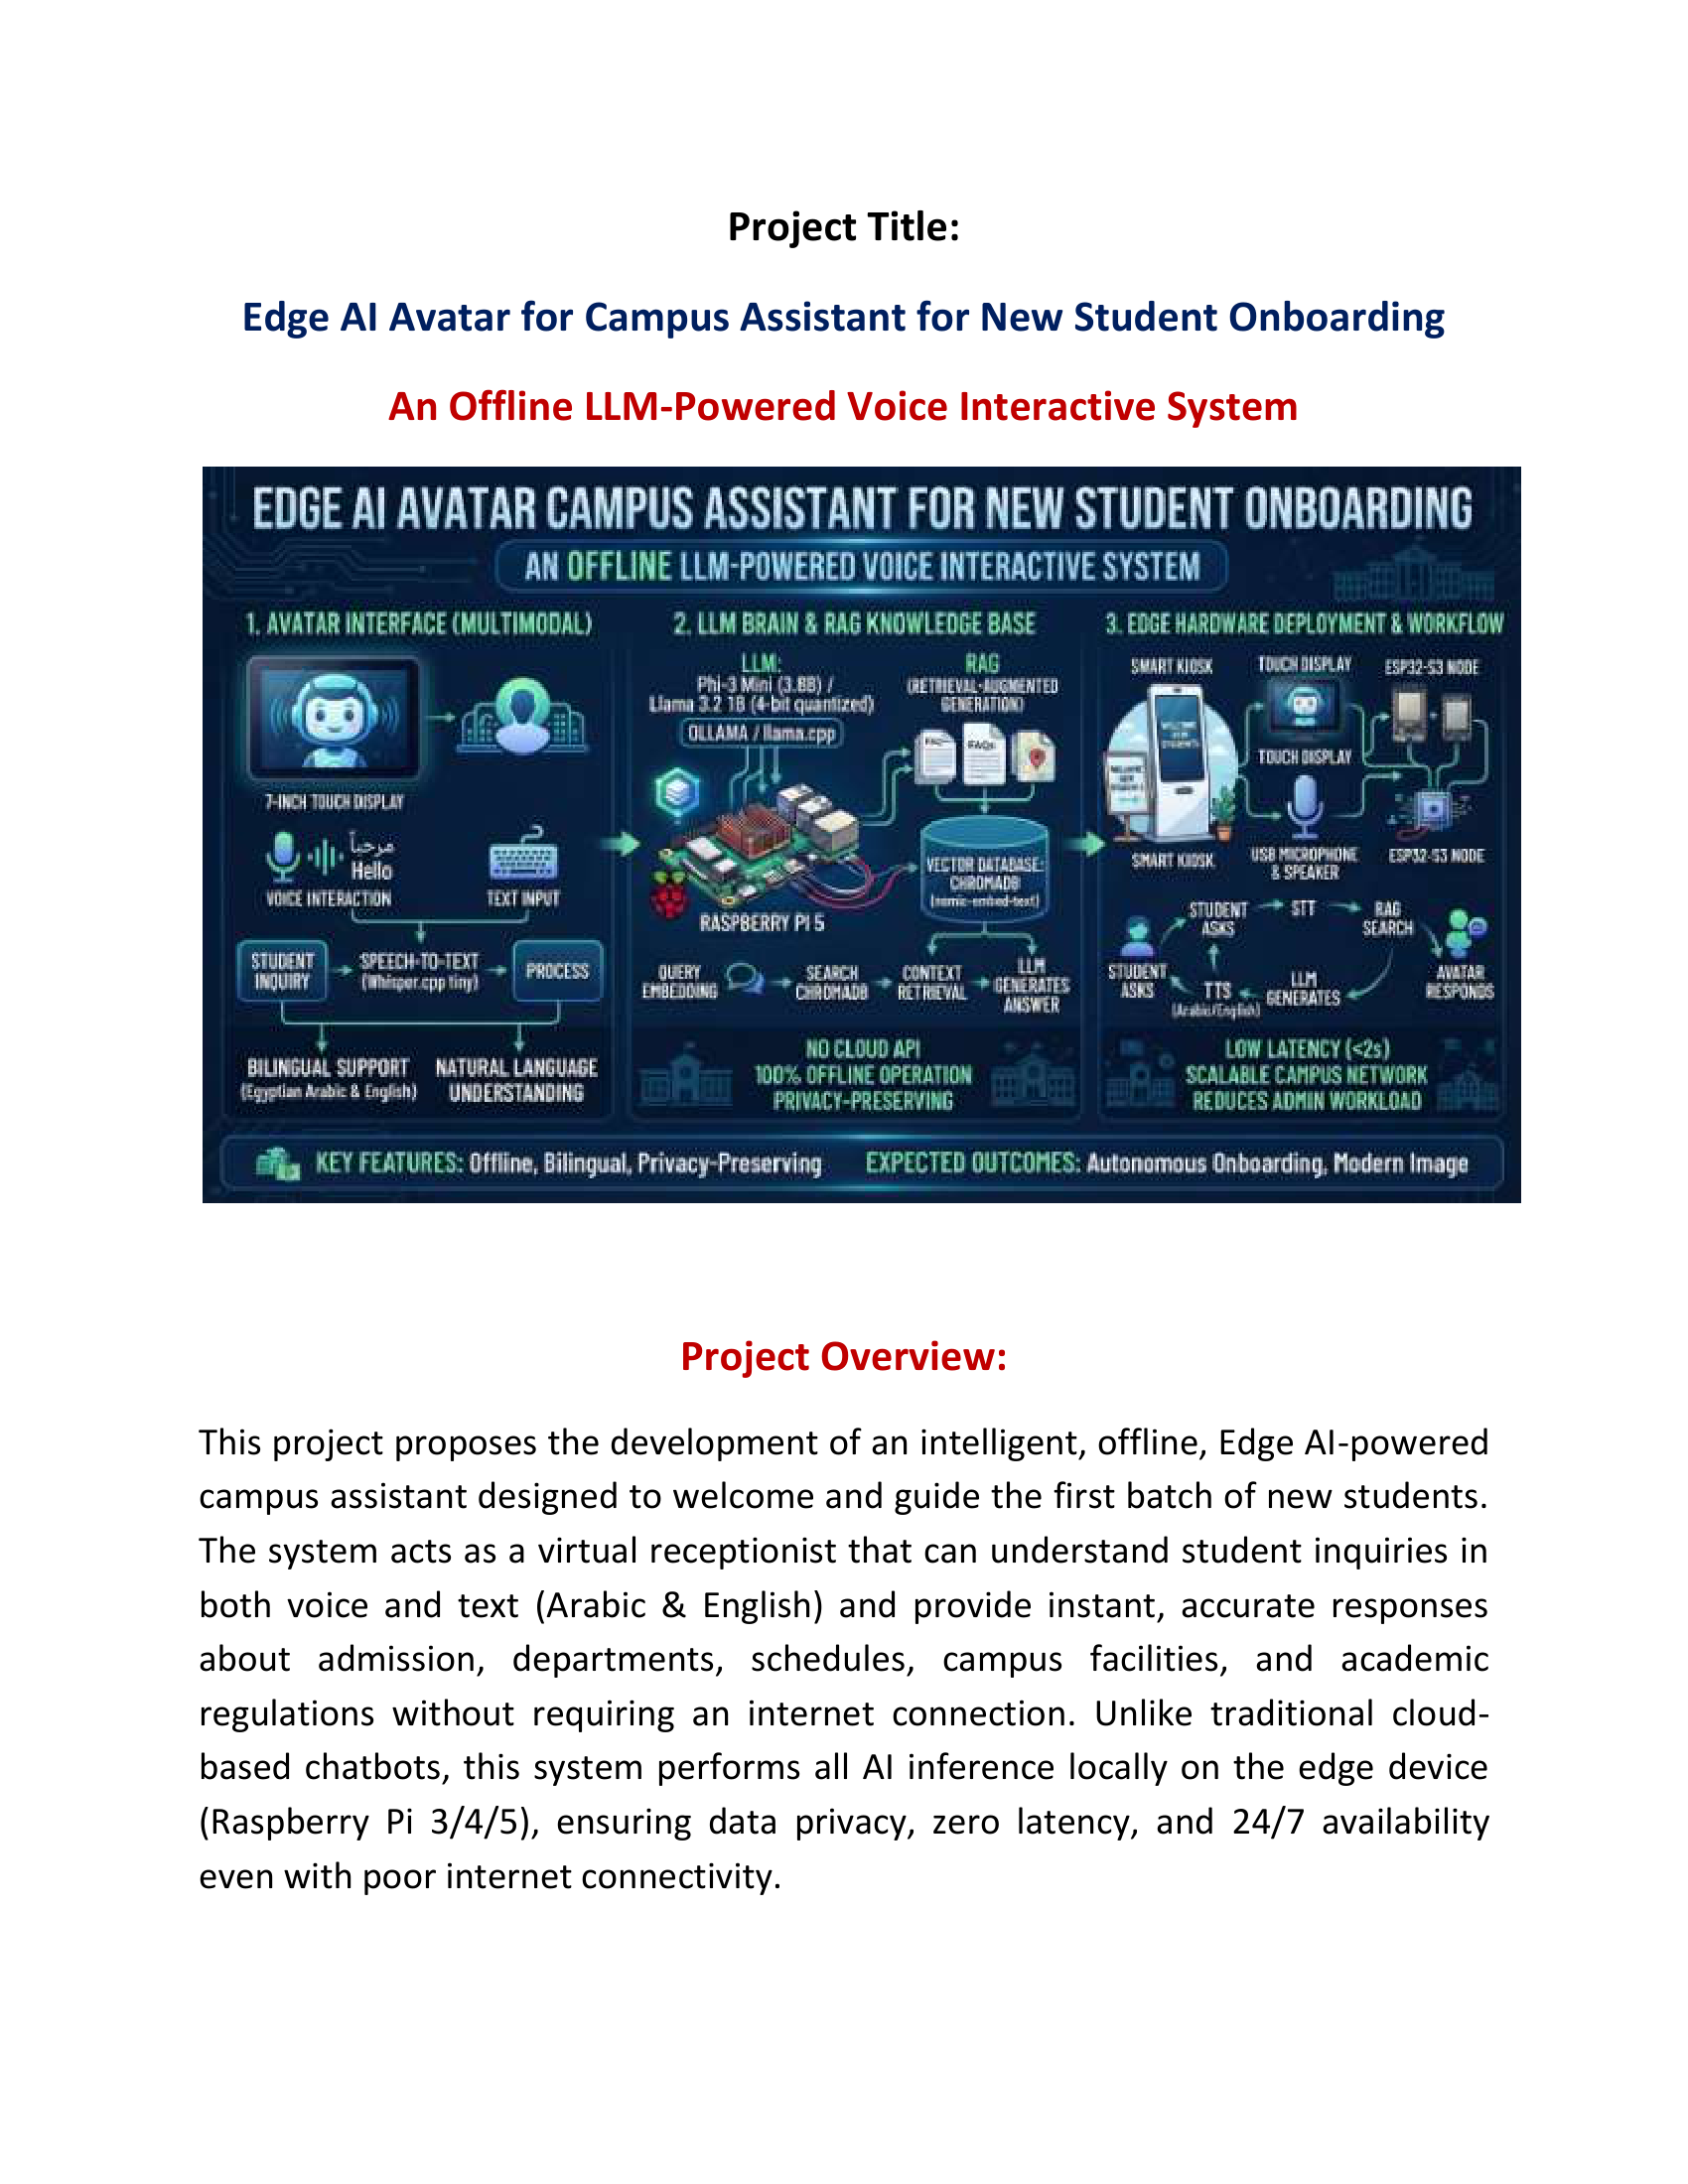 Project Title:
Edge AI Avatar for Campus Assistant for New Student Onboarding
An Offline LLM-Powered Voice Interactive System
EDGE AI AVATAR CAMPUS ASSISTANT FOR NEW STUDENT ONBOARDING
AN OFFLINE LLM-POWERED VOICE INTERACTIVE SYSTEM
1. AVATAR INTERFACE (MULTIMODAL)
7-INCH TOUCH DISPLAY
مرحباً
Hello
VOICE INTERACTION
TEXT INPUT
STUDENT
INQUIRY
SPEECH-TO-TEXT
(Whisper.cpp tiny)
PROCESS
BILINGUAL SUPPORT
(Egyptian Arabic & English)
NATURAL LANGUAGE
UNDERSTANDING
2. LLM BRAIN & RAG KNOWLEDGE BASE
LLM:
Phi-3 Mini (3.8B) /
Llama 3.2 1B (4-bit quantized)
OLLAMA / llama.cpp
RAG
(RETRIEVAL-AUGMENTED
GENERATION)
FAQs
RASPBERRY PI 5
VECTOR DATABASE:
CHROMADB
(nomic-embed-text)
QUERY
EMBEDDING
SEARCH
CHROMADB
CONTEXT
RETRIEVAL
LLM
GENERATES
ANSWER
NO CLOUD API
100% OFFLINE OPERATION
PRIVACY-PRESERVING
3. EDGE HARDWARE DEPLOYMENT & WORKFLOW
SMART KIOSK
TOUCH DISPLAY
ESP32-S3 NODE
TOUCH DISPLAY
SMART KIOSK
USB MICROPHONE
& SPEAKER
ESP32-S3 NODE
STUDENT
ASKS
STT
RAG
SEARCH
STUDENT
ASKS
TTS
(Arabic/English)
LLM
GENERATES
AVATAR
RESPONDS
LOW LATENCY (<2s)
SCALABLE CAMPUS NETWORK
REDUCES ADMIN WORKLOAD
KEY FEATURES: Offline, Bilingual, Privacy-Preserving
EXPECTED OUTCOMES: Autonomous Onboarding, Modern Image
Project Overview:
This project proposes the development of an intelligent, offline, Edge AI-powered
campus assistant designed to welcome and guide the first batch of new students.
The system acts as a virtual receptionist that can understand student inquiries in
both voice and text (Arabic & English) and provide instant, accurate responses
about admission, departments, schedules, campus facilities, and academic
regulations without requiring an internet connection. Unlike traditional cloud-
based chatbots, this system performs all AI inference locally on the edge device
(Raspberry Pi 3/4/5), ensuring data privacy, zero latency, and 24/7 availability
even with poor internet connectivity.